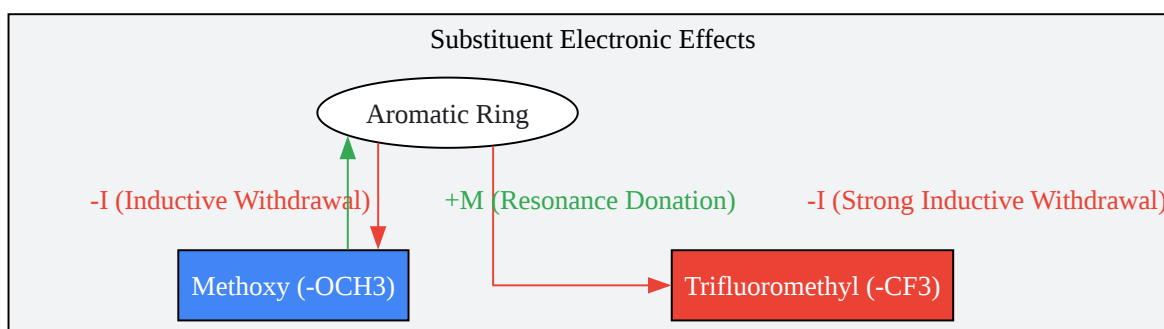 Substituent Electronic Effects
Aromatic Ring
-I (Inductive Withdrawal)
+M (Resonance Donation)
-I (Strong Inductive Withdrawal)
Methoxy (-OCH3)
Trifluoromethyl (-CF3)